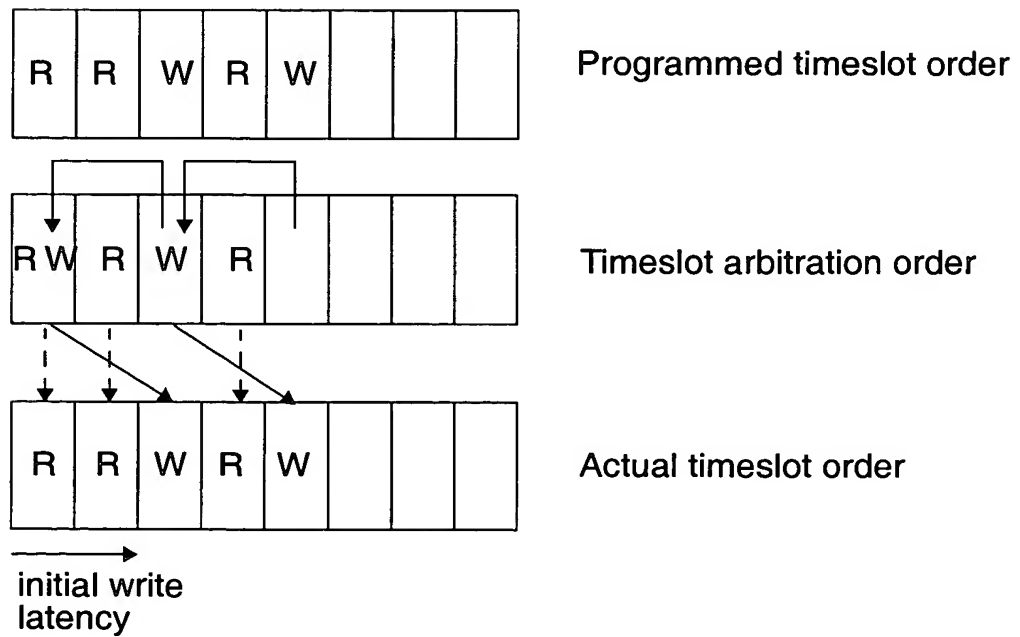 R R W R W
Programmed timeslot order
R W R W R
Timeslot arbitration order
R R W R W
Actual timeslot order
initial write
latency